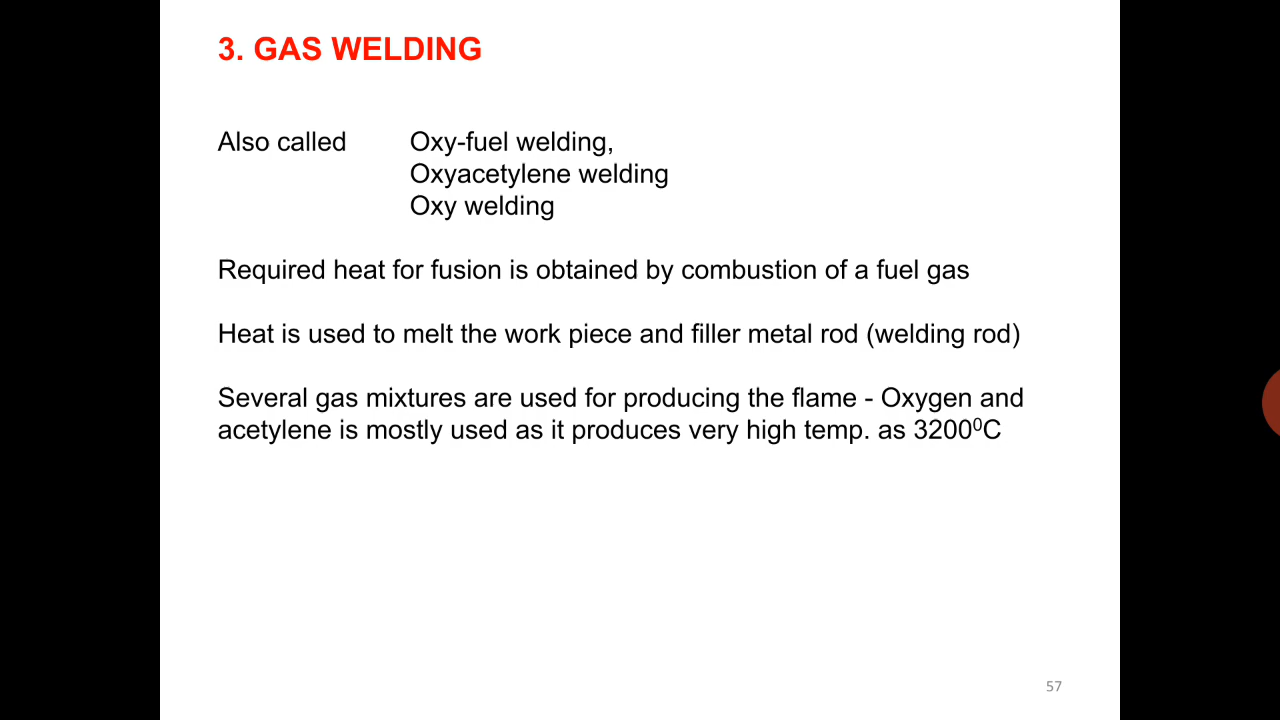 3. GAS WELDING
Also called Oxy-fuel welding,
Oxyacetylene welding
Oxy welding
Required heat for fusion is obtained by combustion of a fuel gas
Heat is used to melt the work piece and filler metal rod (welding rod)
Several gas mixtures are used for producing the flame - Oxygen and
acetylene is mostly used as it produces very high temp. as 3200⁰C
57